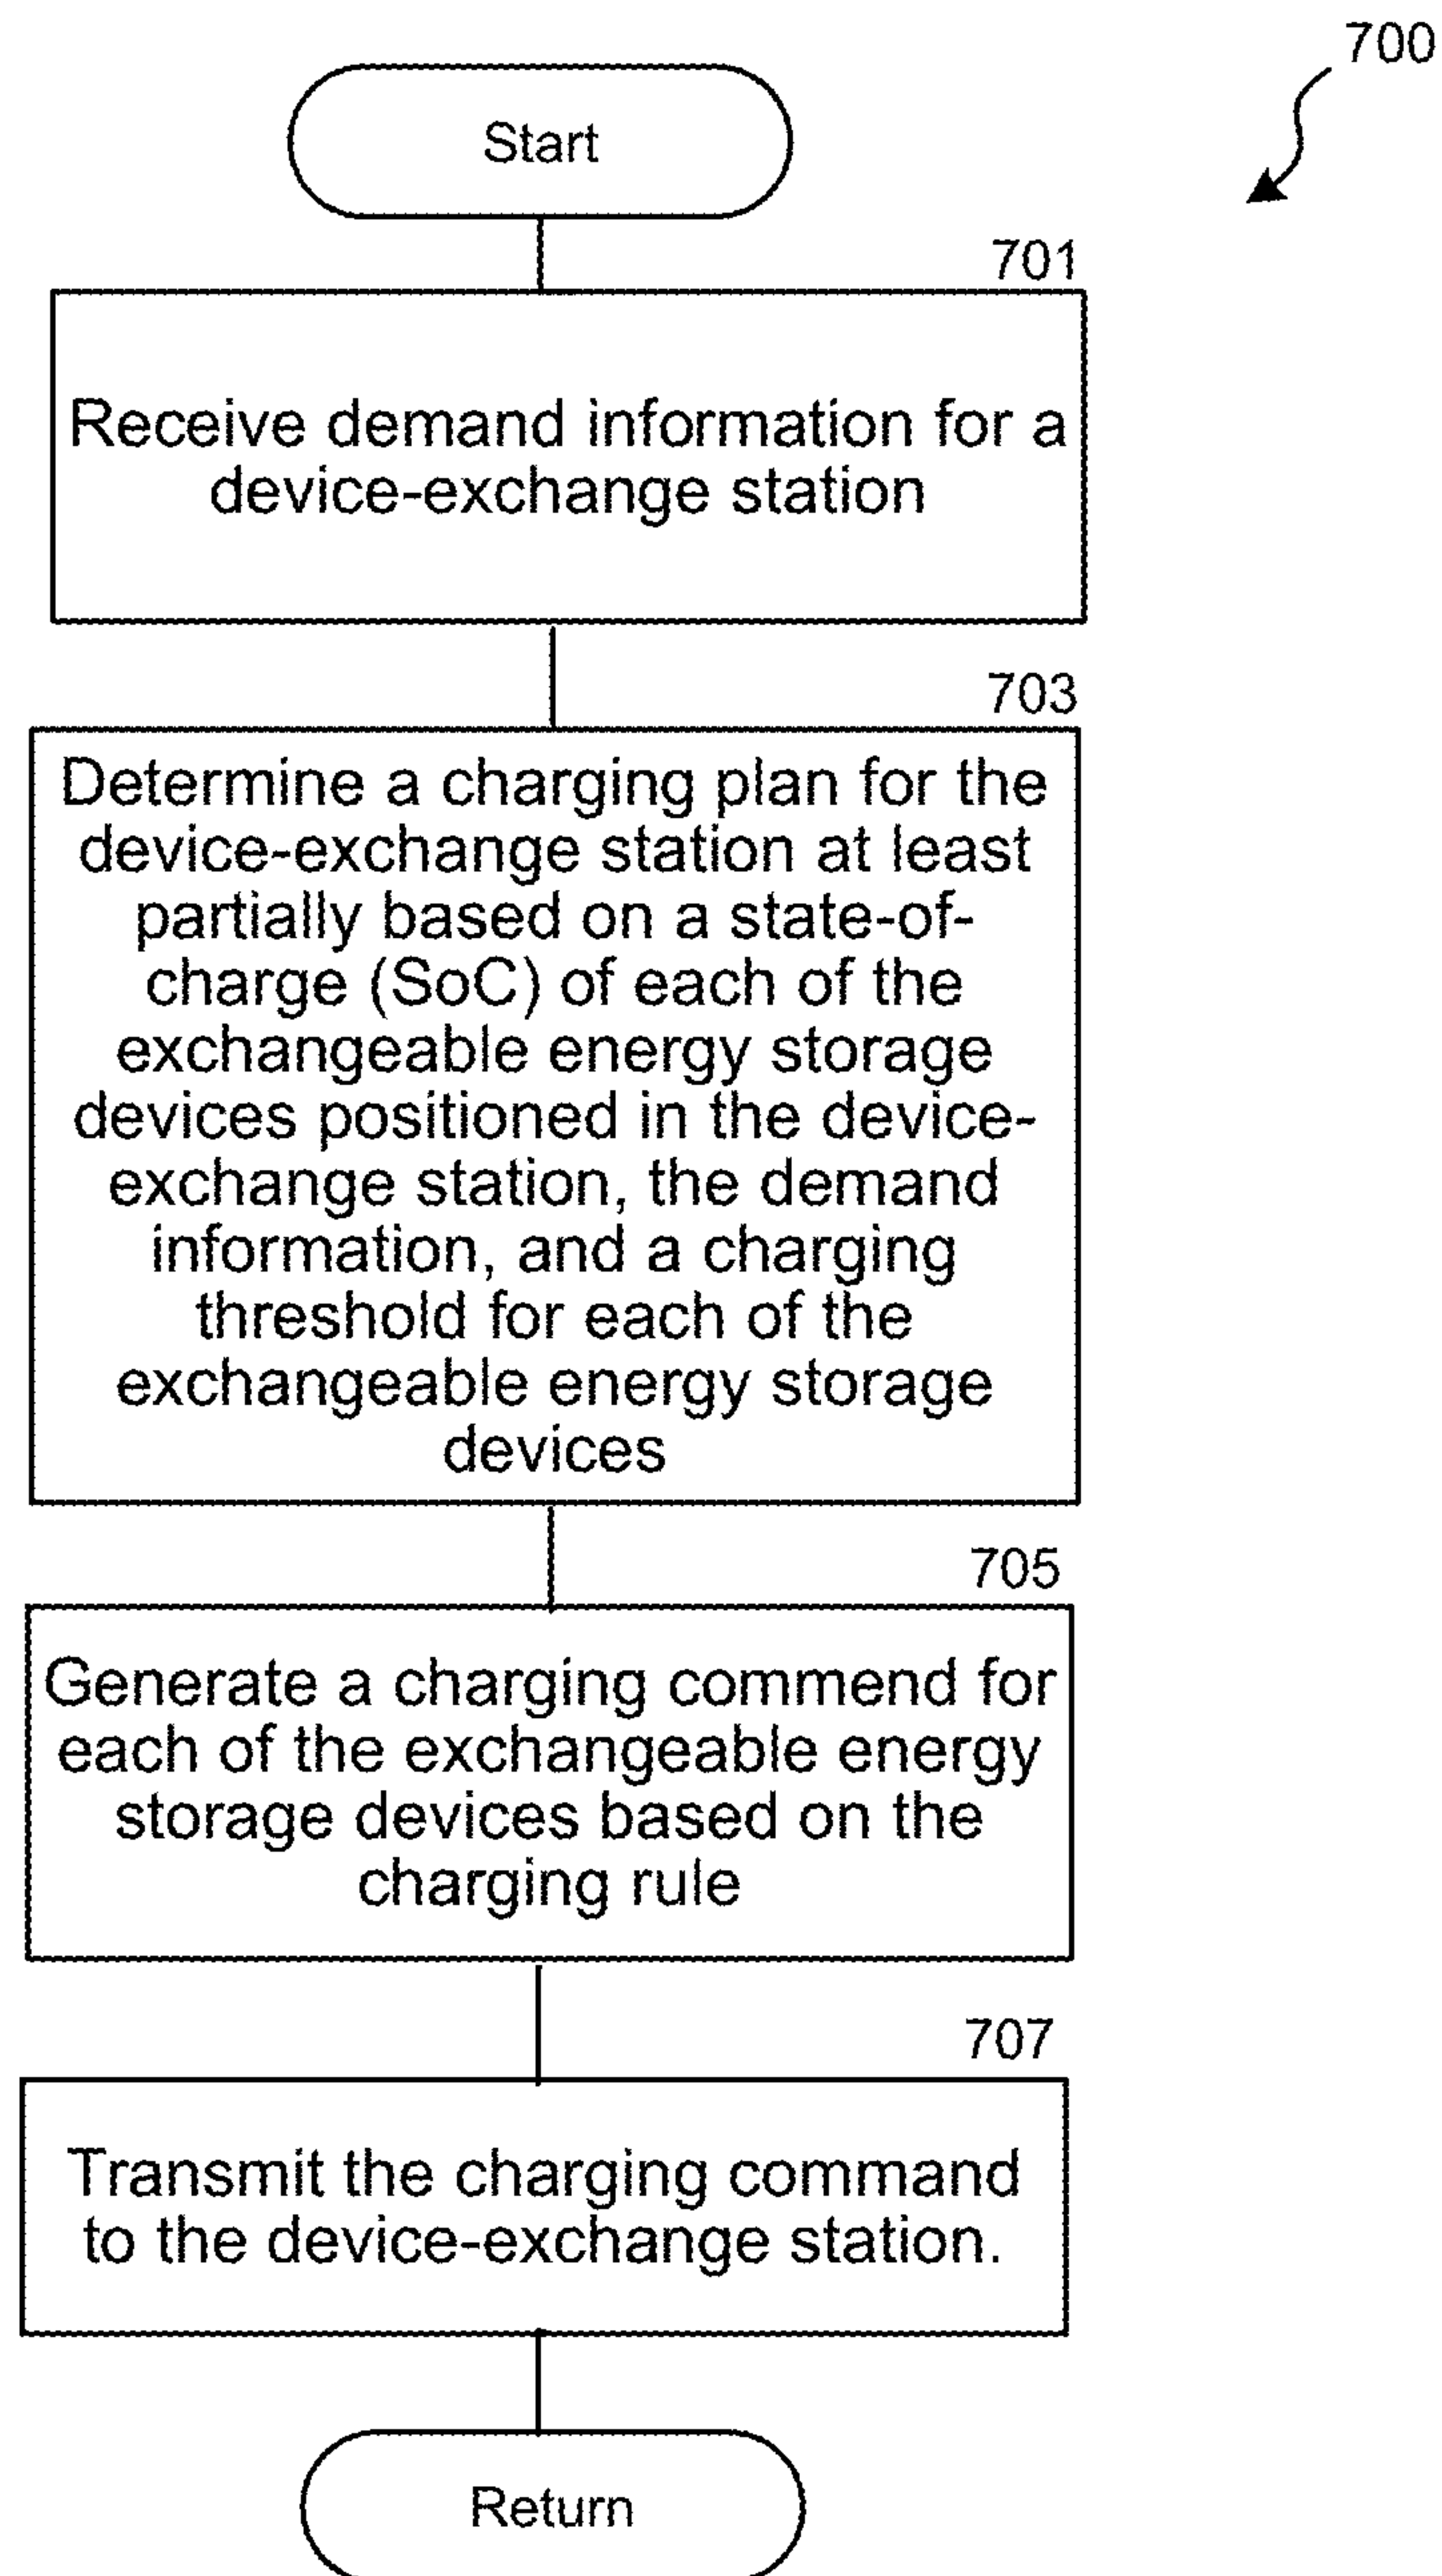 700
Start
701
Receive demand information for a
device-exchange station
703
Determine a charging plan for the
device-exchange station at least
partially based on a state-of-
charge (SoC) of each of the
exchangeable energy storage
devices positioned in the device-
exchange station, the demand
information, and a charging
threshold for each of the
exchangeable energy storage
devices
705
Generate a charging commend for
each of the exchangeable energy
storage devices based on the
charging rule
707
Transmit the charging command
to the device-exchange station.
Return